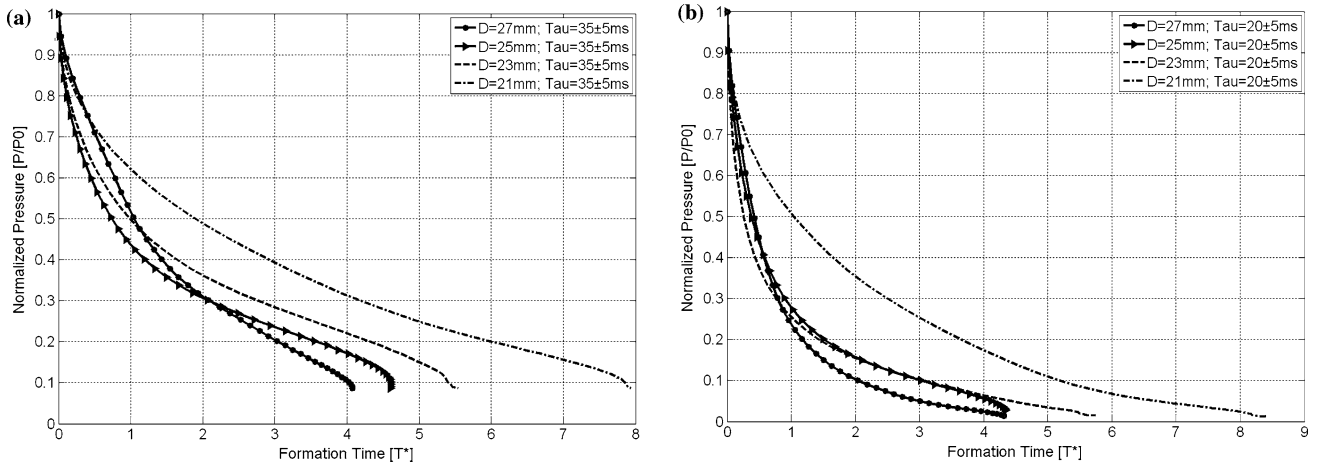 (a)
Normalized Pressure [P/P0]
1
0.9
0.8
0.7
0.6
0.5
0.4
0.3
0.2
0.1
0
0 1 2 3 4 5 6 7 8
Formation Time [T*]
D=27mm; Tau=35±5ms
D=25mm; Tau=35±5ms
D=23mm; Tau=35±5ms
D=21mm; Tau=35±5ms
(b)
Normalized Pressure [P/P0]
1
0.9
0.8
0.7
0.6
0.5
0.4
0.3
0.2
0.1
0
0 1 2 3 4 5 6 7 8 9
Formation Time [T*]
D=27mm; Tau=20±5ms
D=25mm; Tau=20±5ms
D=23mm; Tau=20±5ms
D=21mm; Tau=20±5ms